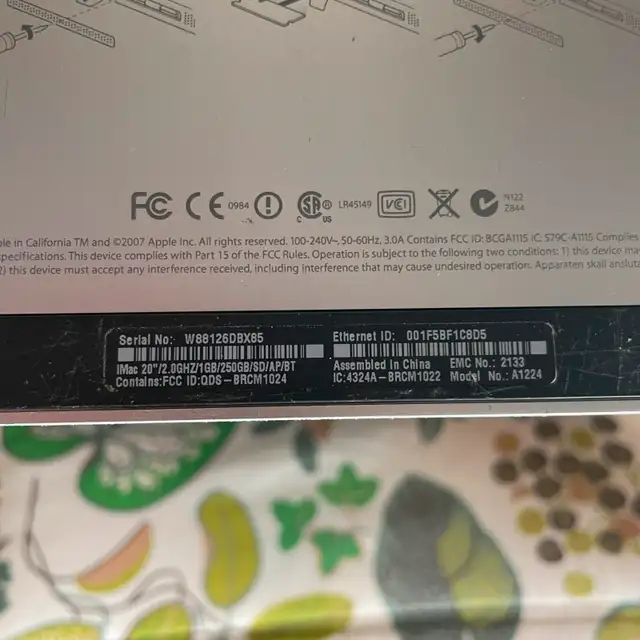 FC CE 0984 SA® C US LR45149 VCI N122
Z844
in California TM and ©2007 Apple Inc. All rights reserved. 100-240V~, 50-60Hz, 3.0A Contains FCC ID: BCGA1115 IC: 579C-A1115 Complies
specifications. This device complies with Part 15 of the FCC Rules. Operation is subject to the following two conditions: 1) this device
2) this device must accept any interference received, including interference that may cause undesired operation. Apparaten skall
Serial No: W88126DBX85
iMac 20"/2.0GHZ/1GB/250GB/SD/AP/BT
Contains:FCC ID:QDS-BRCM1024
Ethernet ID: 001F5BF1C8D5
Assembled in China EMC No.: 2133
IC:4324A-BRCM1022 Model No.: A1224